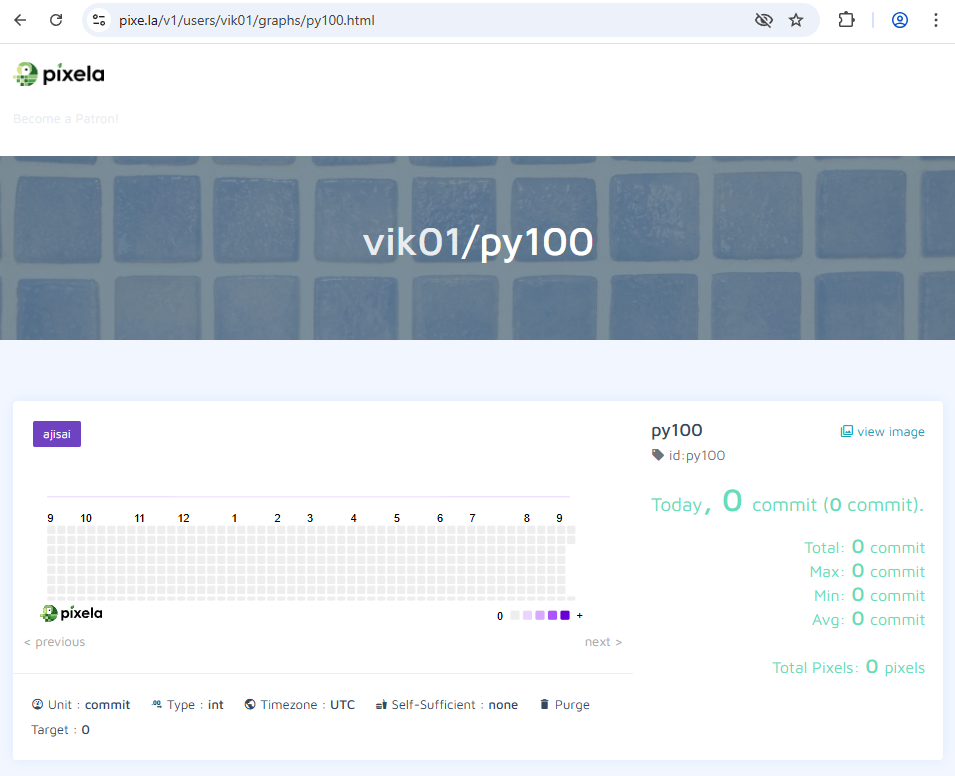 pixe.la/v1/users/vik01/graphs/py100.html
pixela
Become a Patron!
vik01/py100
ajisai
9 10 11 12 1 2 3 4 5 6 7 8 9
pixela
0 +
< previous next >
Unit : commit Type : int Timezone : UTC Self-Sufficient : none Purge
Target : 0
py100 view image
id:py100
Today, 0 commit (0 commit).
Total: 0 commit
Max: 0 commit
Min: 0 commit
Avg: 0 commit
Total Pixels: 0 pixels